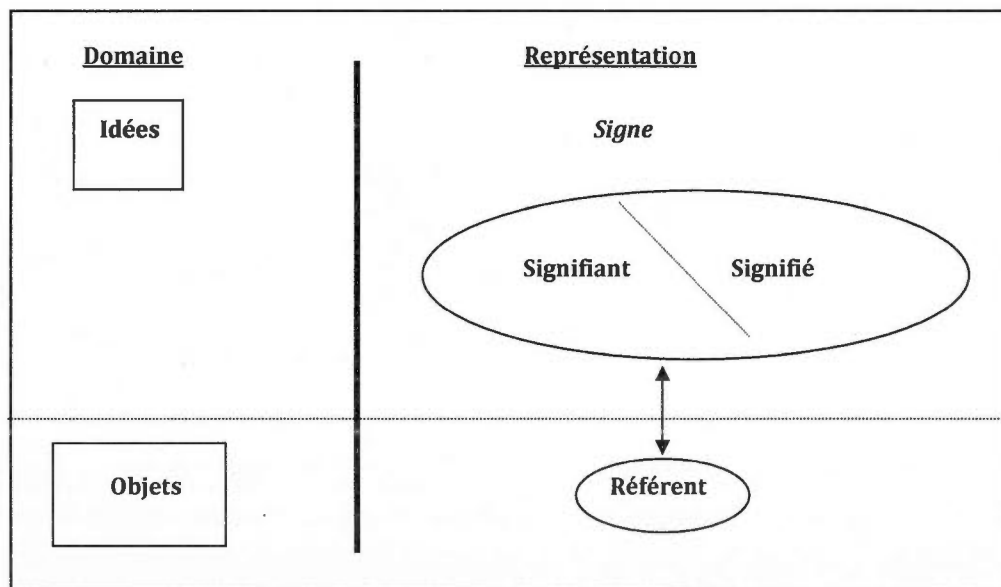 Domaine
Représentation
Idées
Signe
Signifiant
Signifié
Objets
Référent